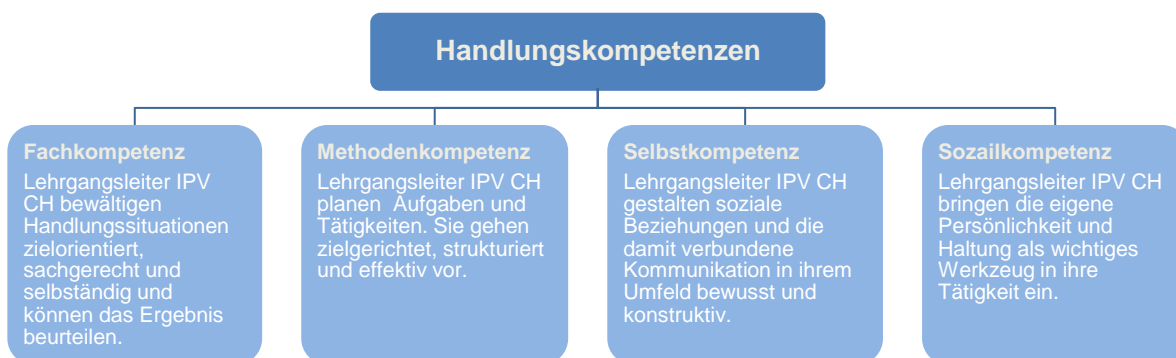 Handlungskompetenzen
Fachkompetenz
Lehrgangsleiter IPV
CH bewältigen
Handlungssituationen
zielorientiert,
sachgerecht und
selbständig und
können das Ergebnis
beurteilen.
Methodenkompetenz
Lehrgangsleiter IPV CH
planen Aufgaben und
Tätigkeiten. Sie gehen
zielgerichtet, strukturiert
und effektiv vor.
Selbstkompetenz
Lehrgangsleiter IPV CH
gestalten soziale
Beziehungen und die
damit verbundene
Kommunikation in ihrem
Umfeld bewusst und
konstruktiv.
Sozailkompetenz
Lehrgangsleiter IPV CH
bringen die eigene
Persönlichkeit und
Haltung als wichtiges
Werkzeug in ihre
Tätigkeit ein.